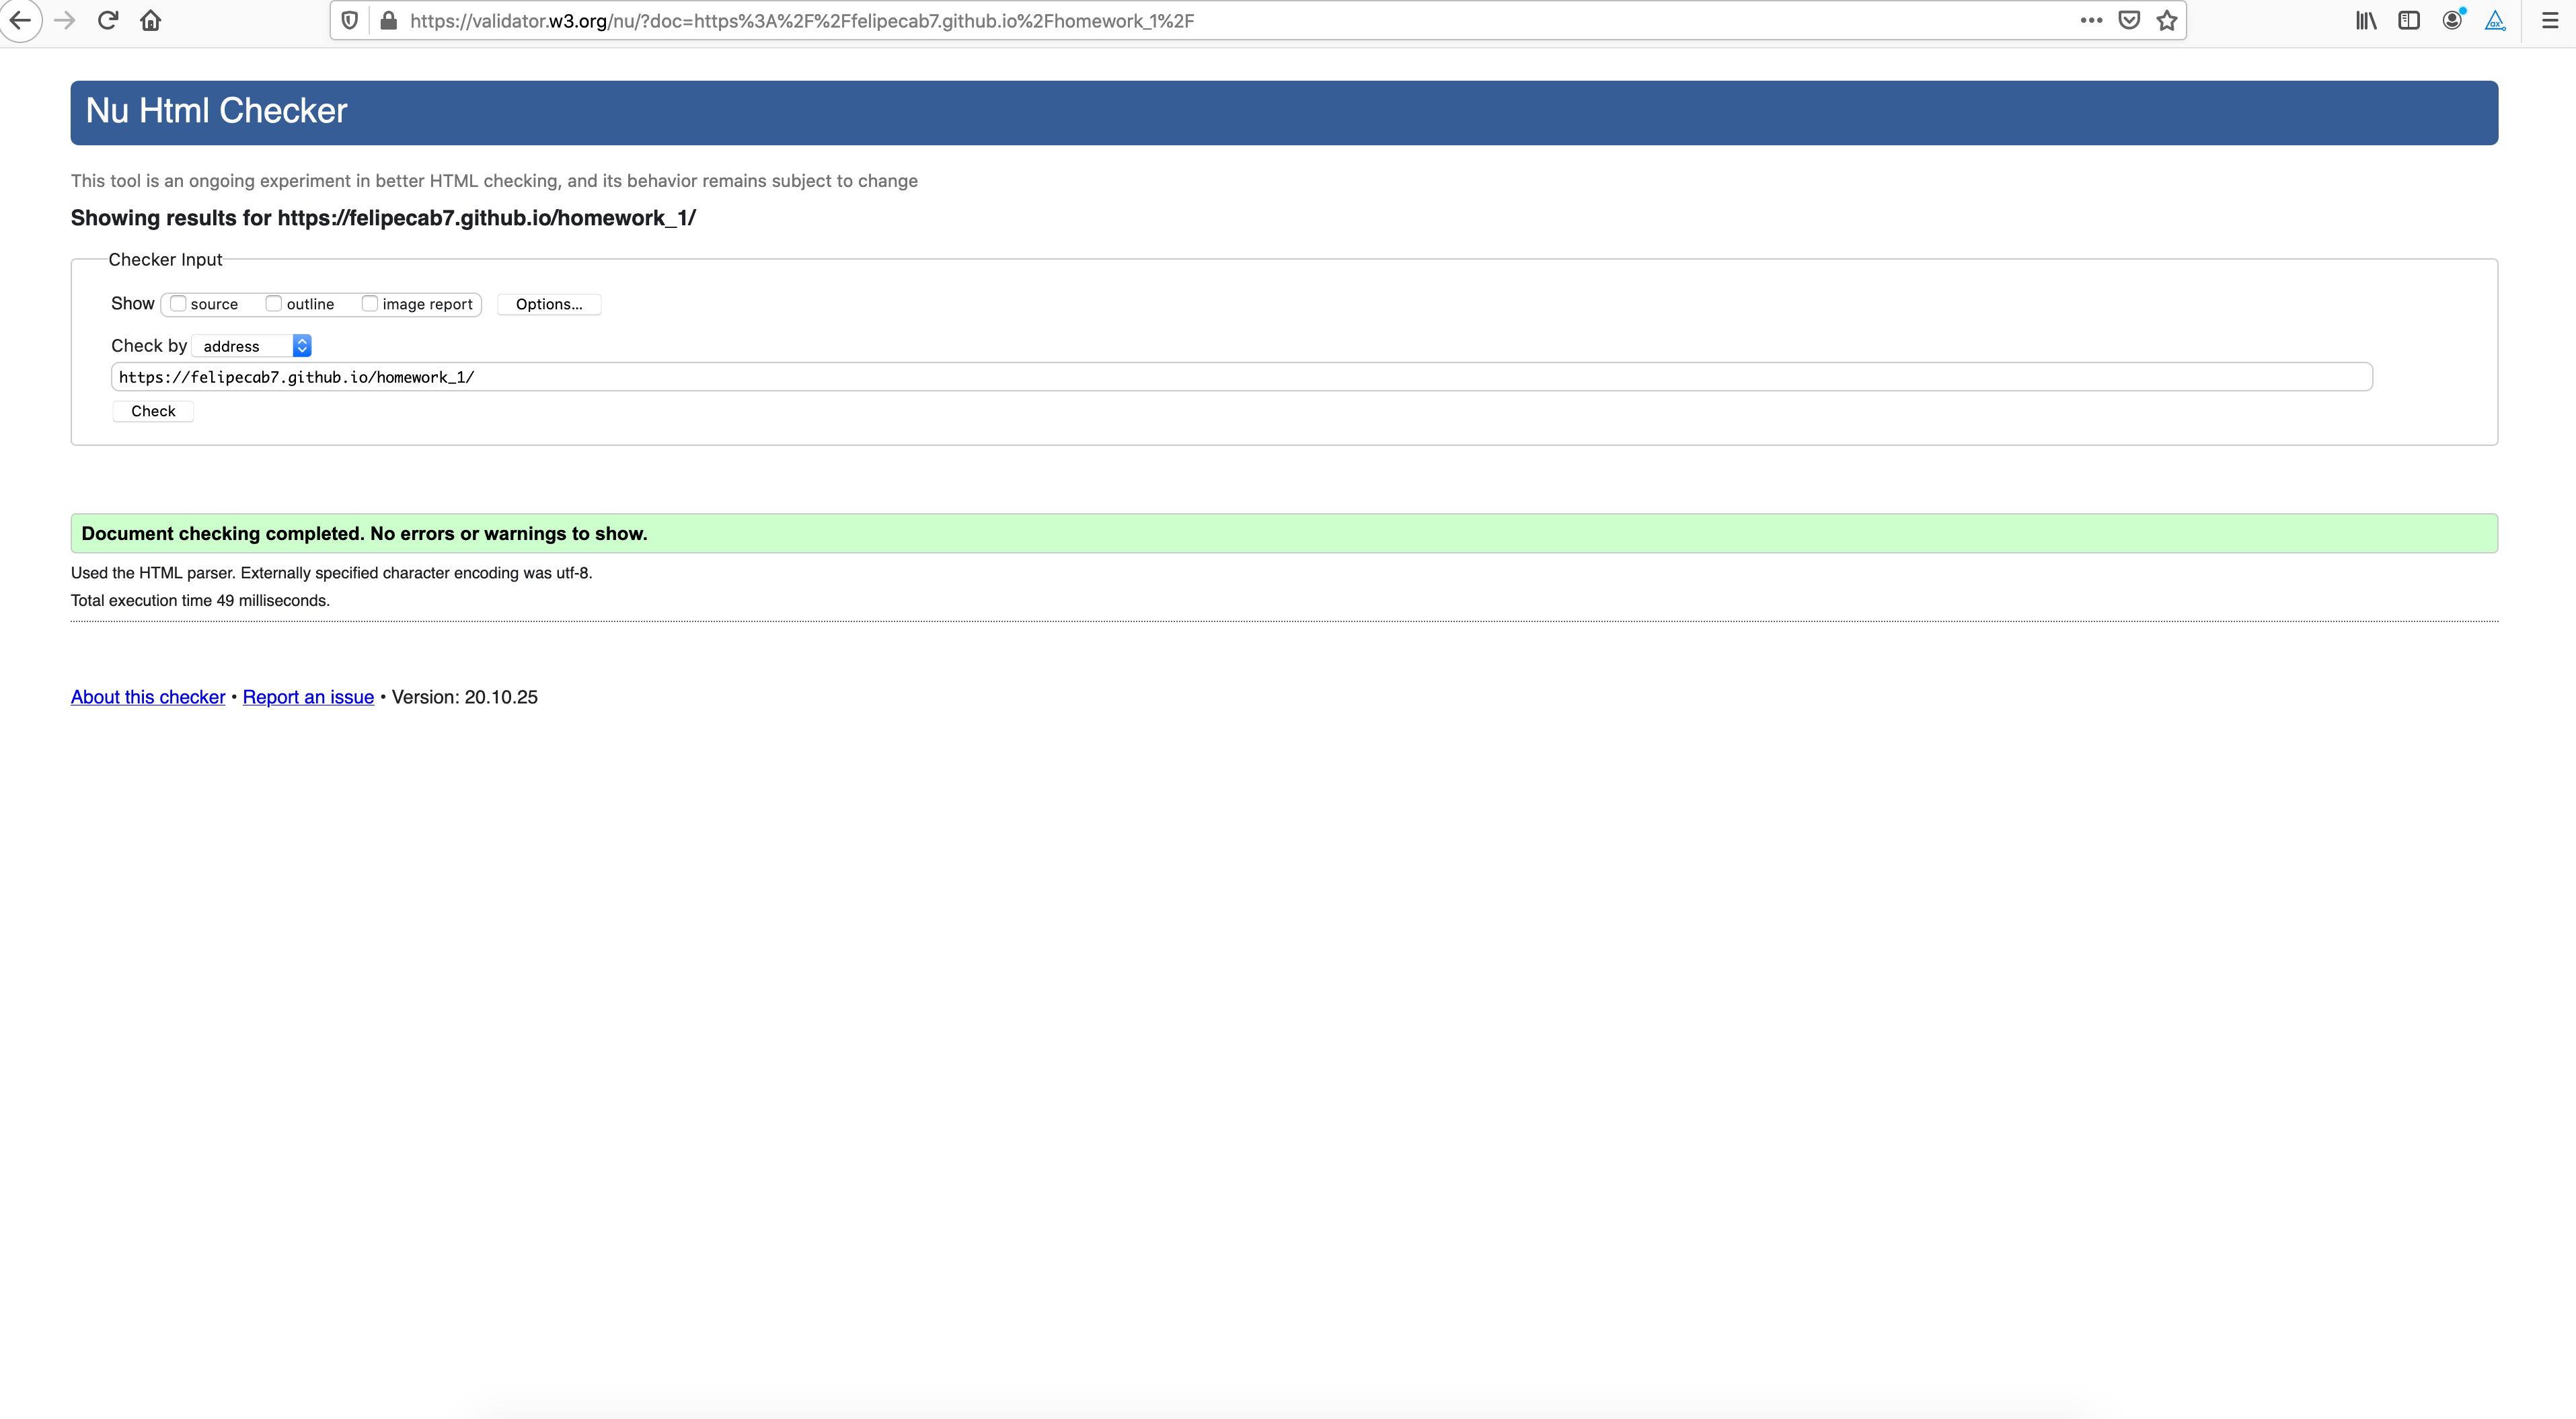 https://validator.w3.org/nu/?doc=https%3A%2F%2Ffelipecab7.github.io%2Fhomework_1%2F
Nu Html Checker
This tool is an ongoing experiment in better HTML checking, and its behavior remains subject to change
Showing results for https://felipecab7.github.io/homework_1/
Checker Input
Show source outline image report Options...
Check by address
https://felipecab7.github.io/homework_1/
Check
Document checking completed. No errors or warnings to show.
Used the HTML parser. Externally specified character encoding was utf-8.
Total execution time 49 milliseconds.
About this checker • Report an issue • Version: 20.10.25